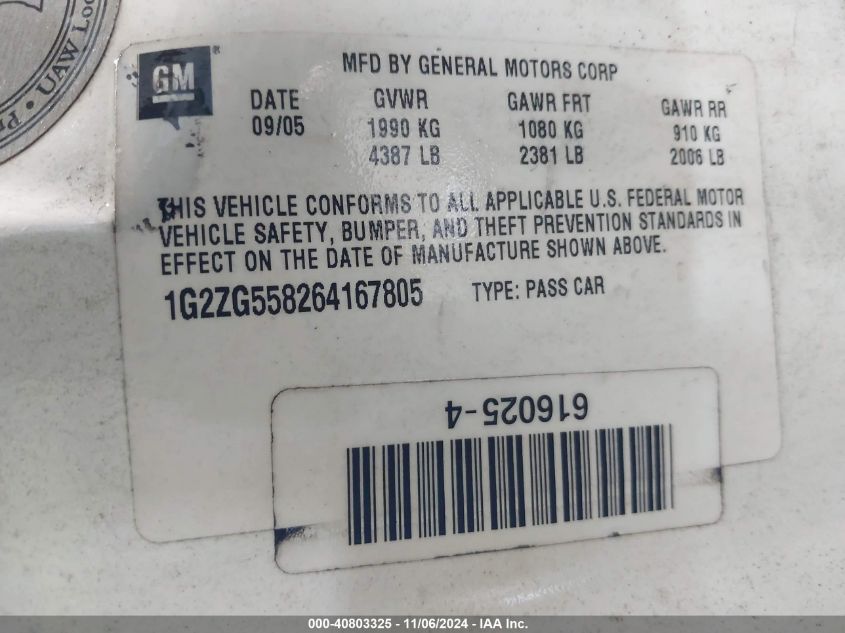 UAW Loc
GM
MFD BY GENERAL MOTORS CORP
DATE GVWR GAWR FRT GAWR RR
09/05 1990 KG 1080 KG 910 KG
4387 LB 2381 LB 2006 LB
THIS VEHICLE CONFORMS TO ALL APPLICABLE U.S. FEDERAL MOTOR
VEHICLE SAFETY, BUMPER, AND THEFT PREVENTION STANDARDS IN
EFFECT ON THE DATE OF MANUFACTURE SHOWN ABOVE.
1G2ZG558264167805 TYPE: PASS CAR
616025-4
000-40803325 - 11/06/2024 - IAA Inc.